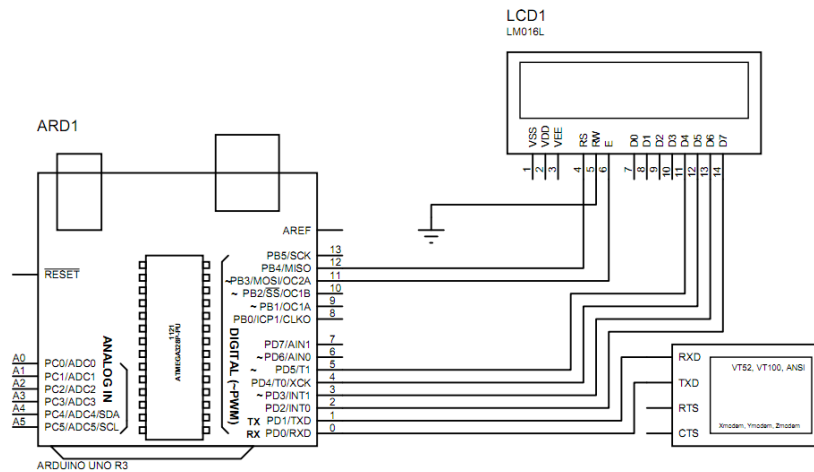 LCD1
LM016L
VSS
VDD
VEE
RS
RW
E
D0
D1
D2
D3
D4
D5
D6
D7
1
2
3
4
5
6
7
8
9
10
11
12
13
14
ARD1
RESET
AREF
PB5/SCK 13
PB4/MISO 12
~PB3/MOSI/OC2A 11
~ PB2/SS/OC1B 10
~ PB1/OC1A 9
PB0/ICP1/CLKO 8
PD7/AIN1 7
~PD6/AIN0 6
~ PD5/T1 5
PD4/T0/XCK 4
~PD3/INT1 3
PD2/INT0 2
TX PD1/TXD 1
RX PD0/RXD 0
DIGITAL (~PWM)
1121
ATMEGA328P-PU
ANALOG IN
A0 PC0/ADC0
A1 PC1/ADC1
A2 PC2/ADC2
A3 PC3/ADC3
A4 PC4/ADC4/SDA
A5 PC5/ADC5/SCL
ARDUINO UNO R3
RXD
TXD
RTS
CTS
VT52, VT100, ANSI
Xmodem, Ymodem, Zmodem